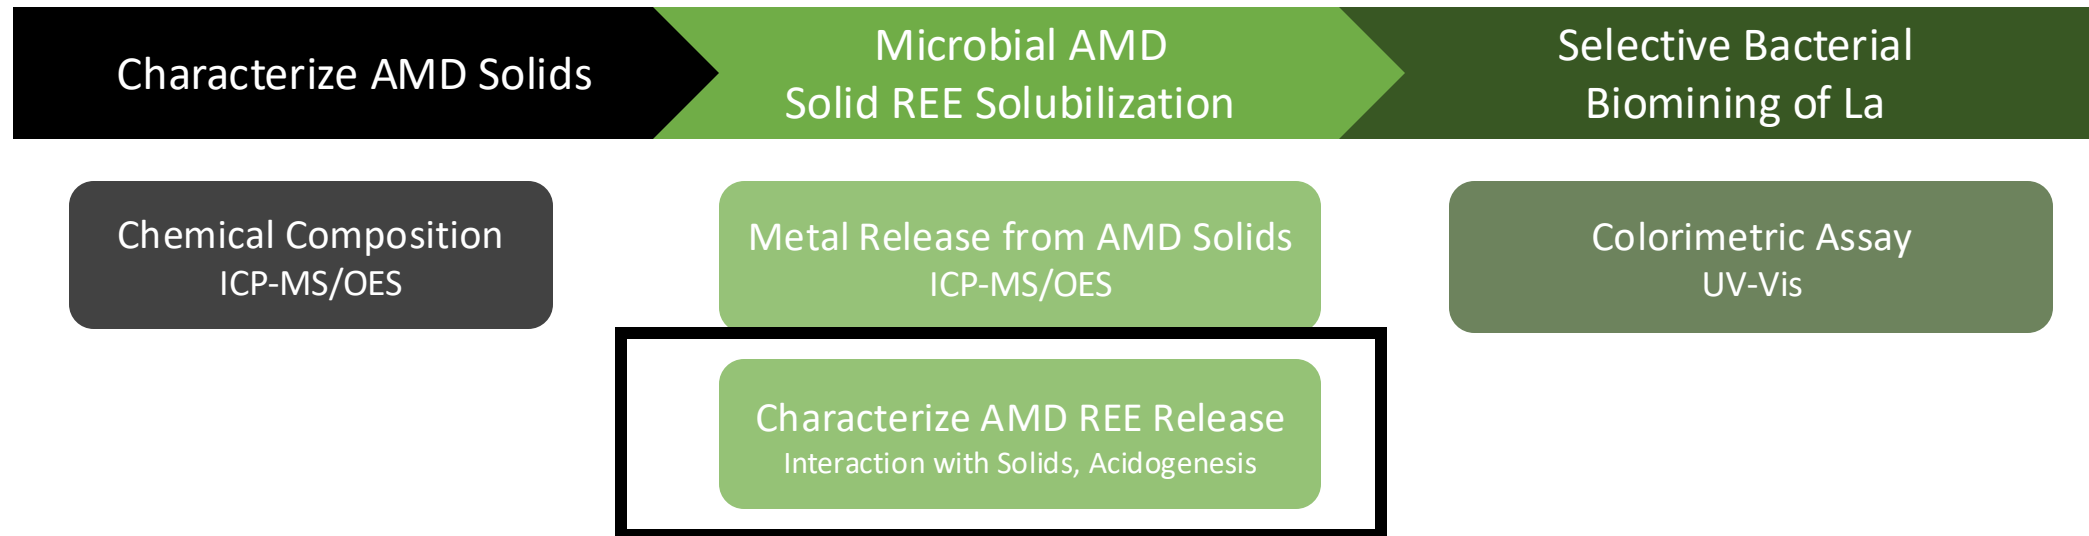 Characterize AMD Solids
Microbial AMD
Solid REE Solubilization
Selective Bacterial
Biomining of La
Chemical Composition
ICP-MS/OES
Metal Release from AMD Solids
ICP-MS/OES
Characterize AMD REE Release
Interaction with Solids, Acidogenesis
Colorimetric Assay
UV-Vis